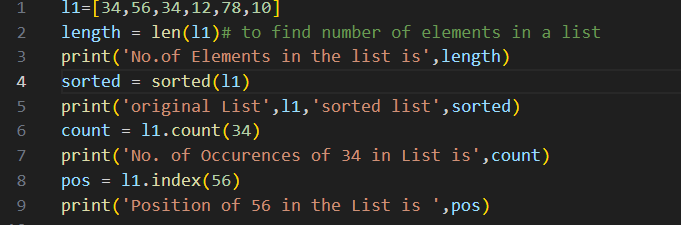 1 l1=[34,56,34,12,78,10]
2 length = len(l1)# to find number of elements in a list
3 print('No.of Elements in the list is',length)
4 sorted = sorted(l1)
5 print('original List',l1,'sorted list',sorted)
6 count = l1.count(34)
7 print('No. of Occurences of 34 in List is',count)
8 pos = l1.index(56)
9 print('Position of 56 in the List is ',pos)